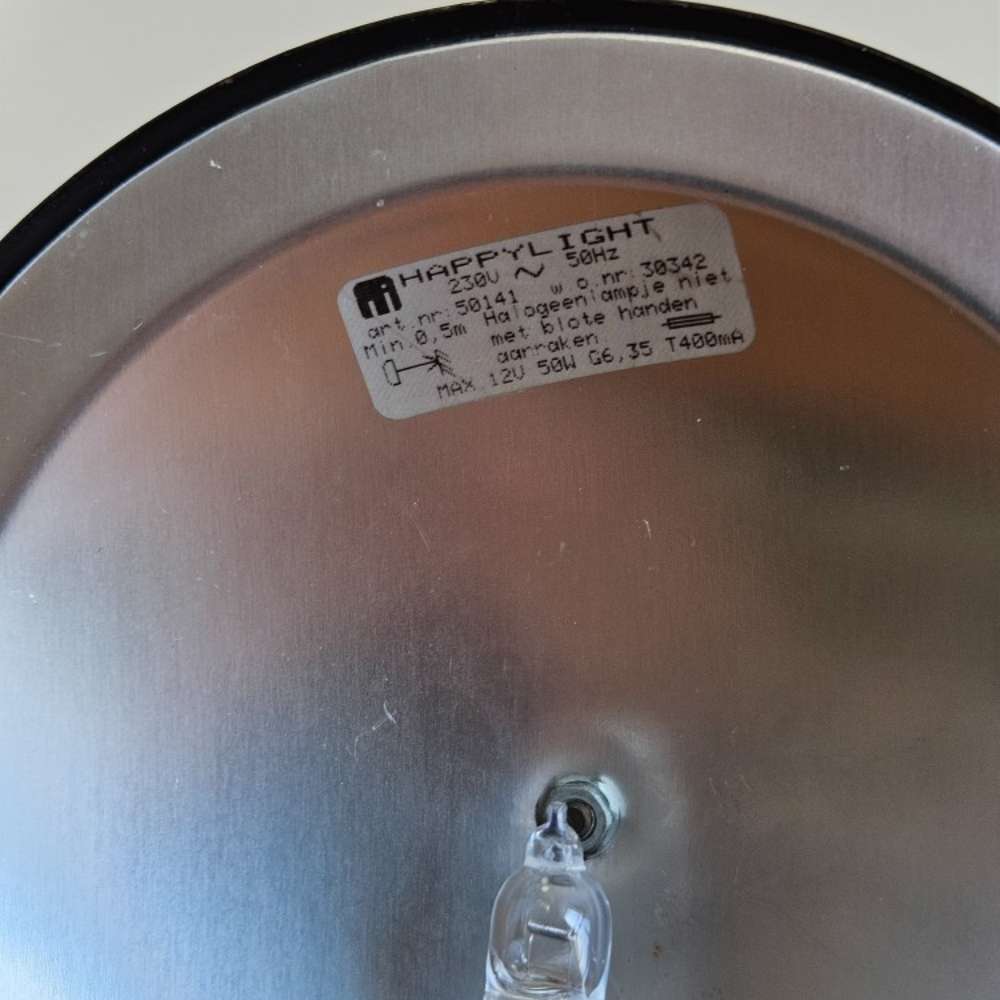 HAPPYLIGHT
230V ~ 50Hz
art.nr:50141 w.o.nr:30342
Min.0,5m Halogeenlampje niet
met blote handen
aanraken
MAX 12V 50W G6,35 T400mA